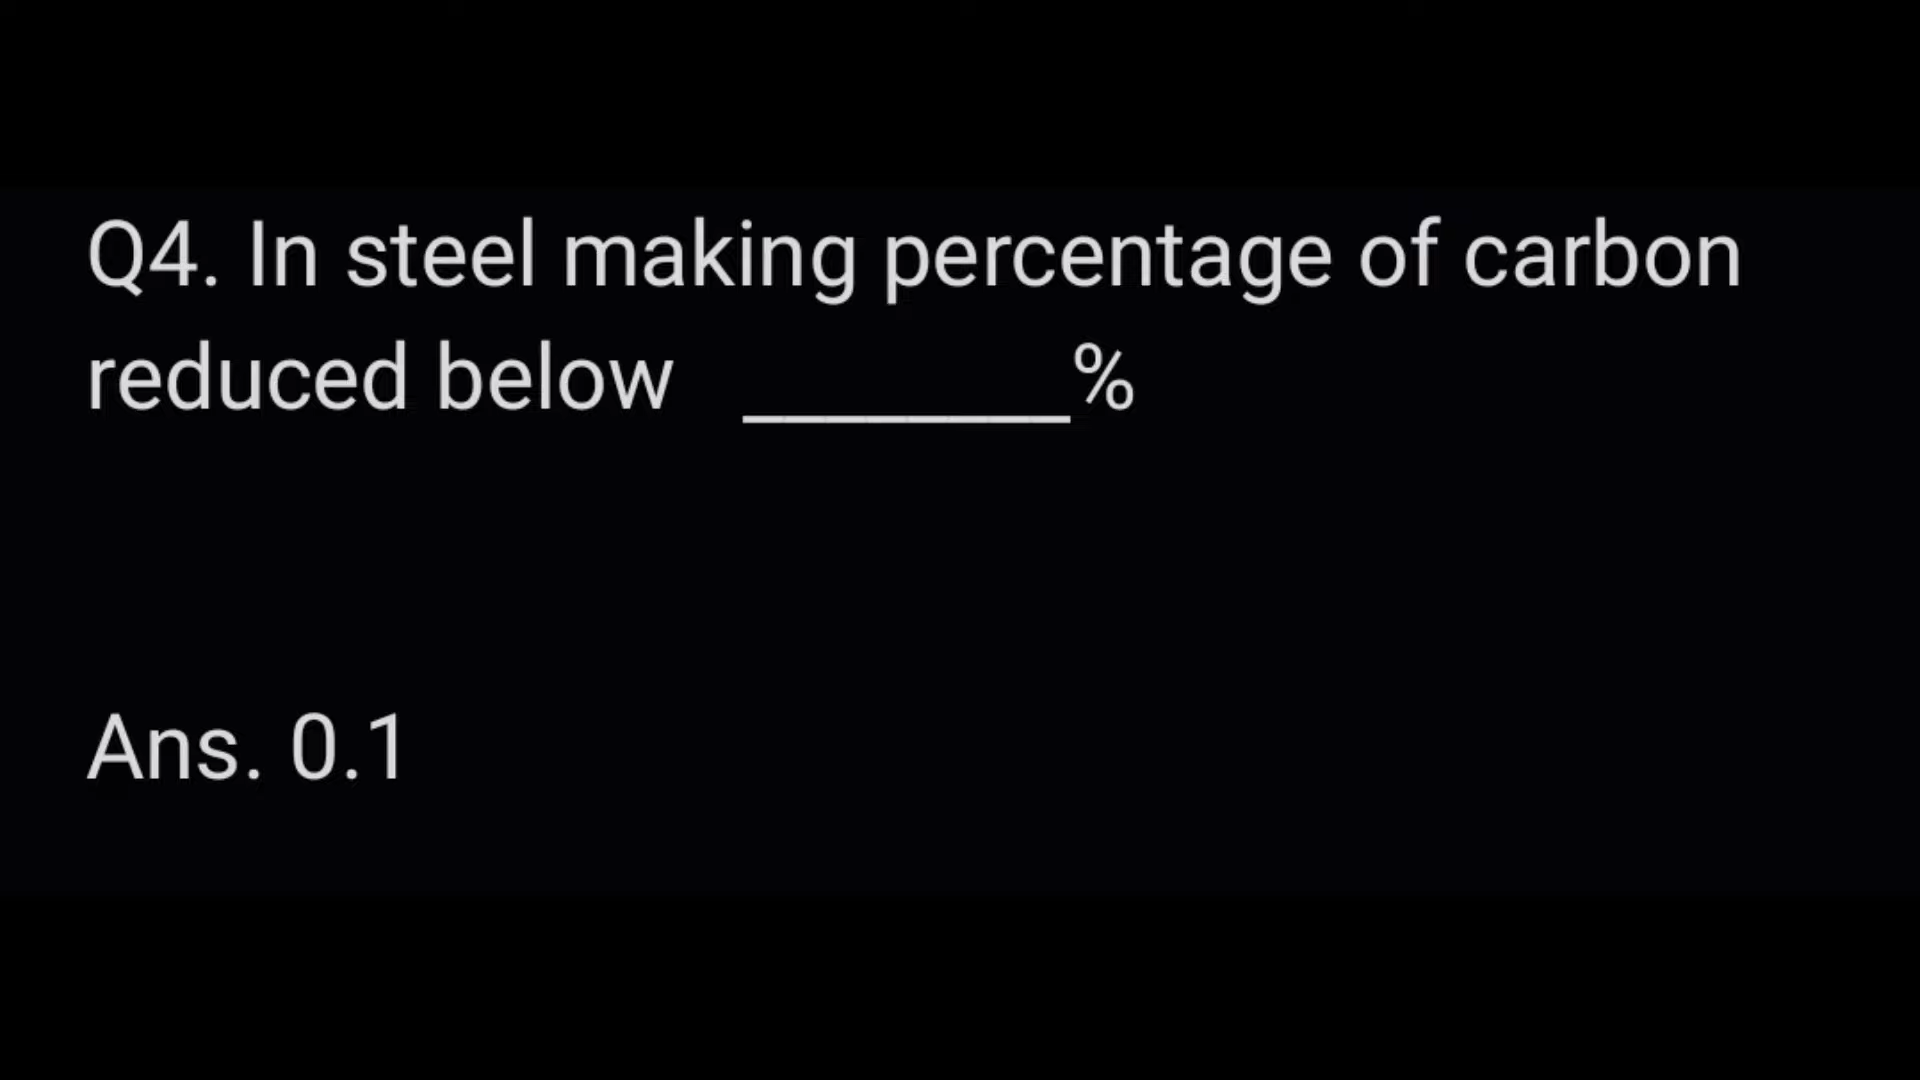 Q4. In steel making percentage of carbon
reduced below ________%
Ans. 0.1